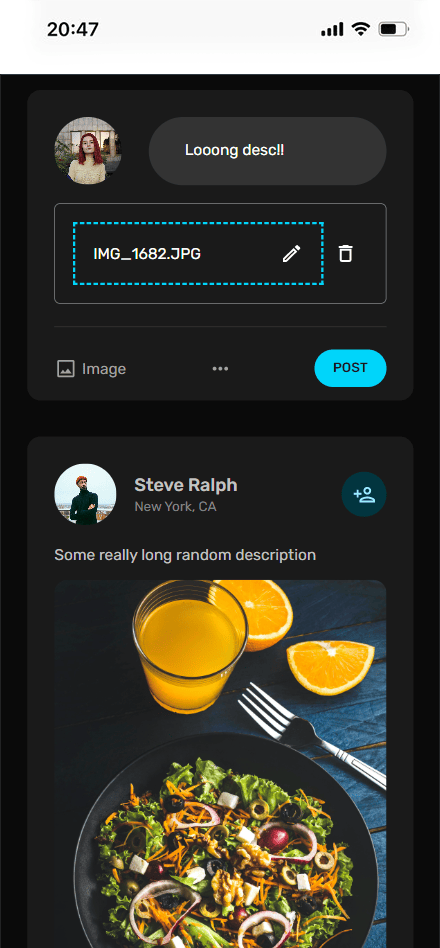 20:47
Looong desc!!
IMG_1682.JPG
Image
POST
Steve Ralph
New York, CA
Some really long random description